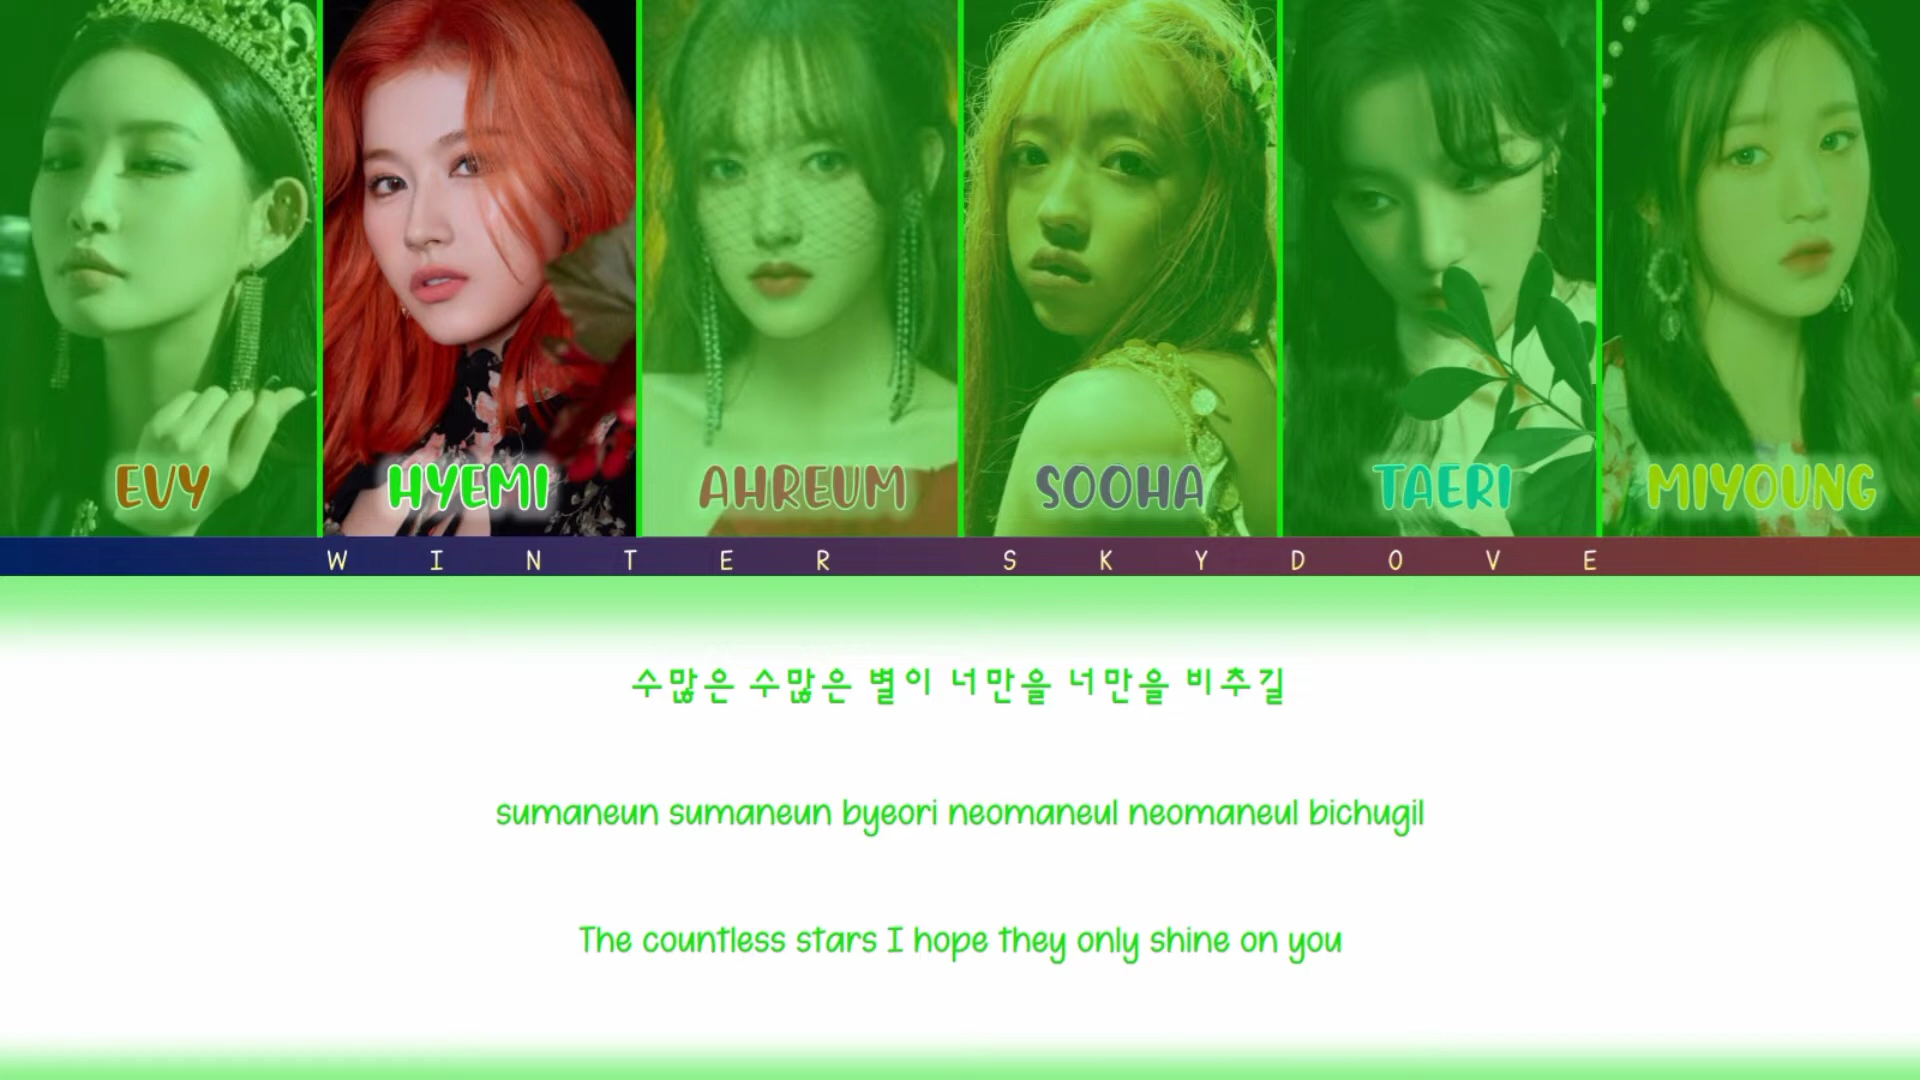 EVY HYEMI AHREUM SOOHA TAERI MIYOUNG
WINTER SKYDOVE
수많은 수많은 별이 너만을 너만을 비추길
sumaneun sumaneun byeori neomaneul neomaneul bichugil
The countless stars I hope they only shine on you